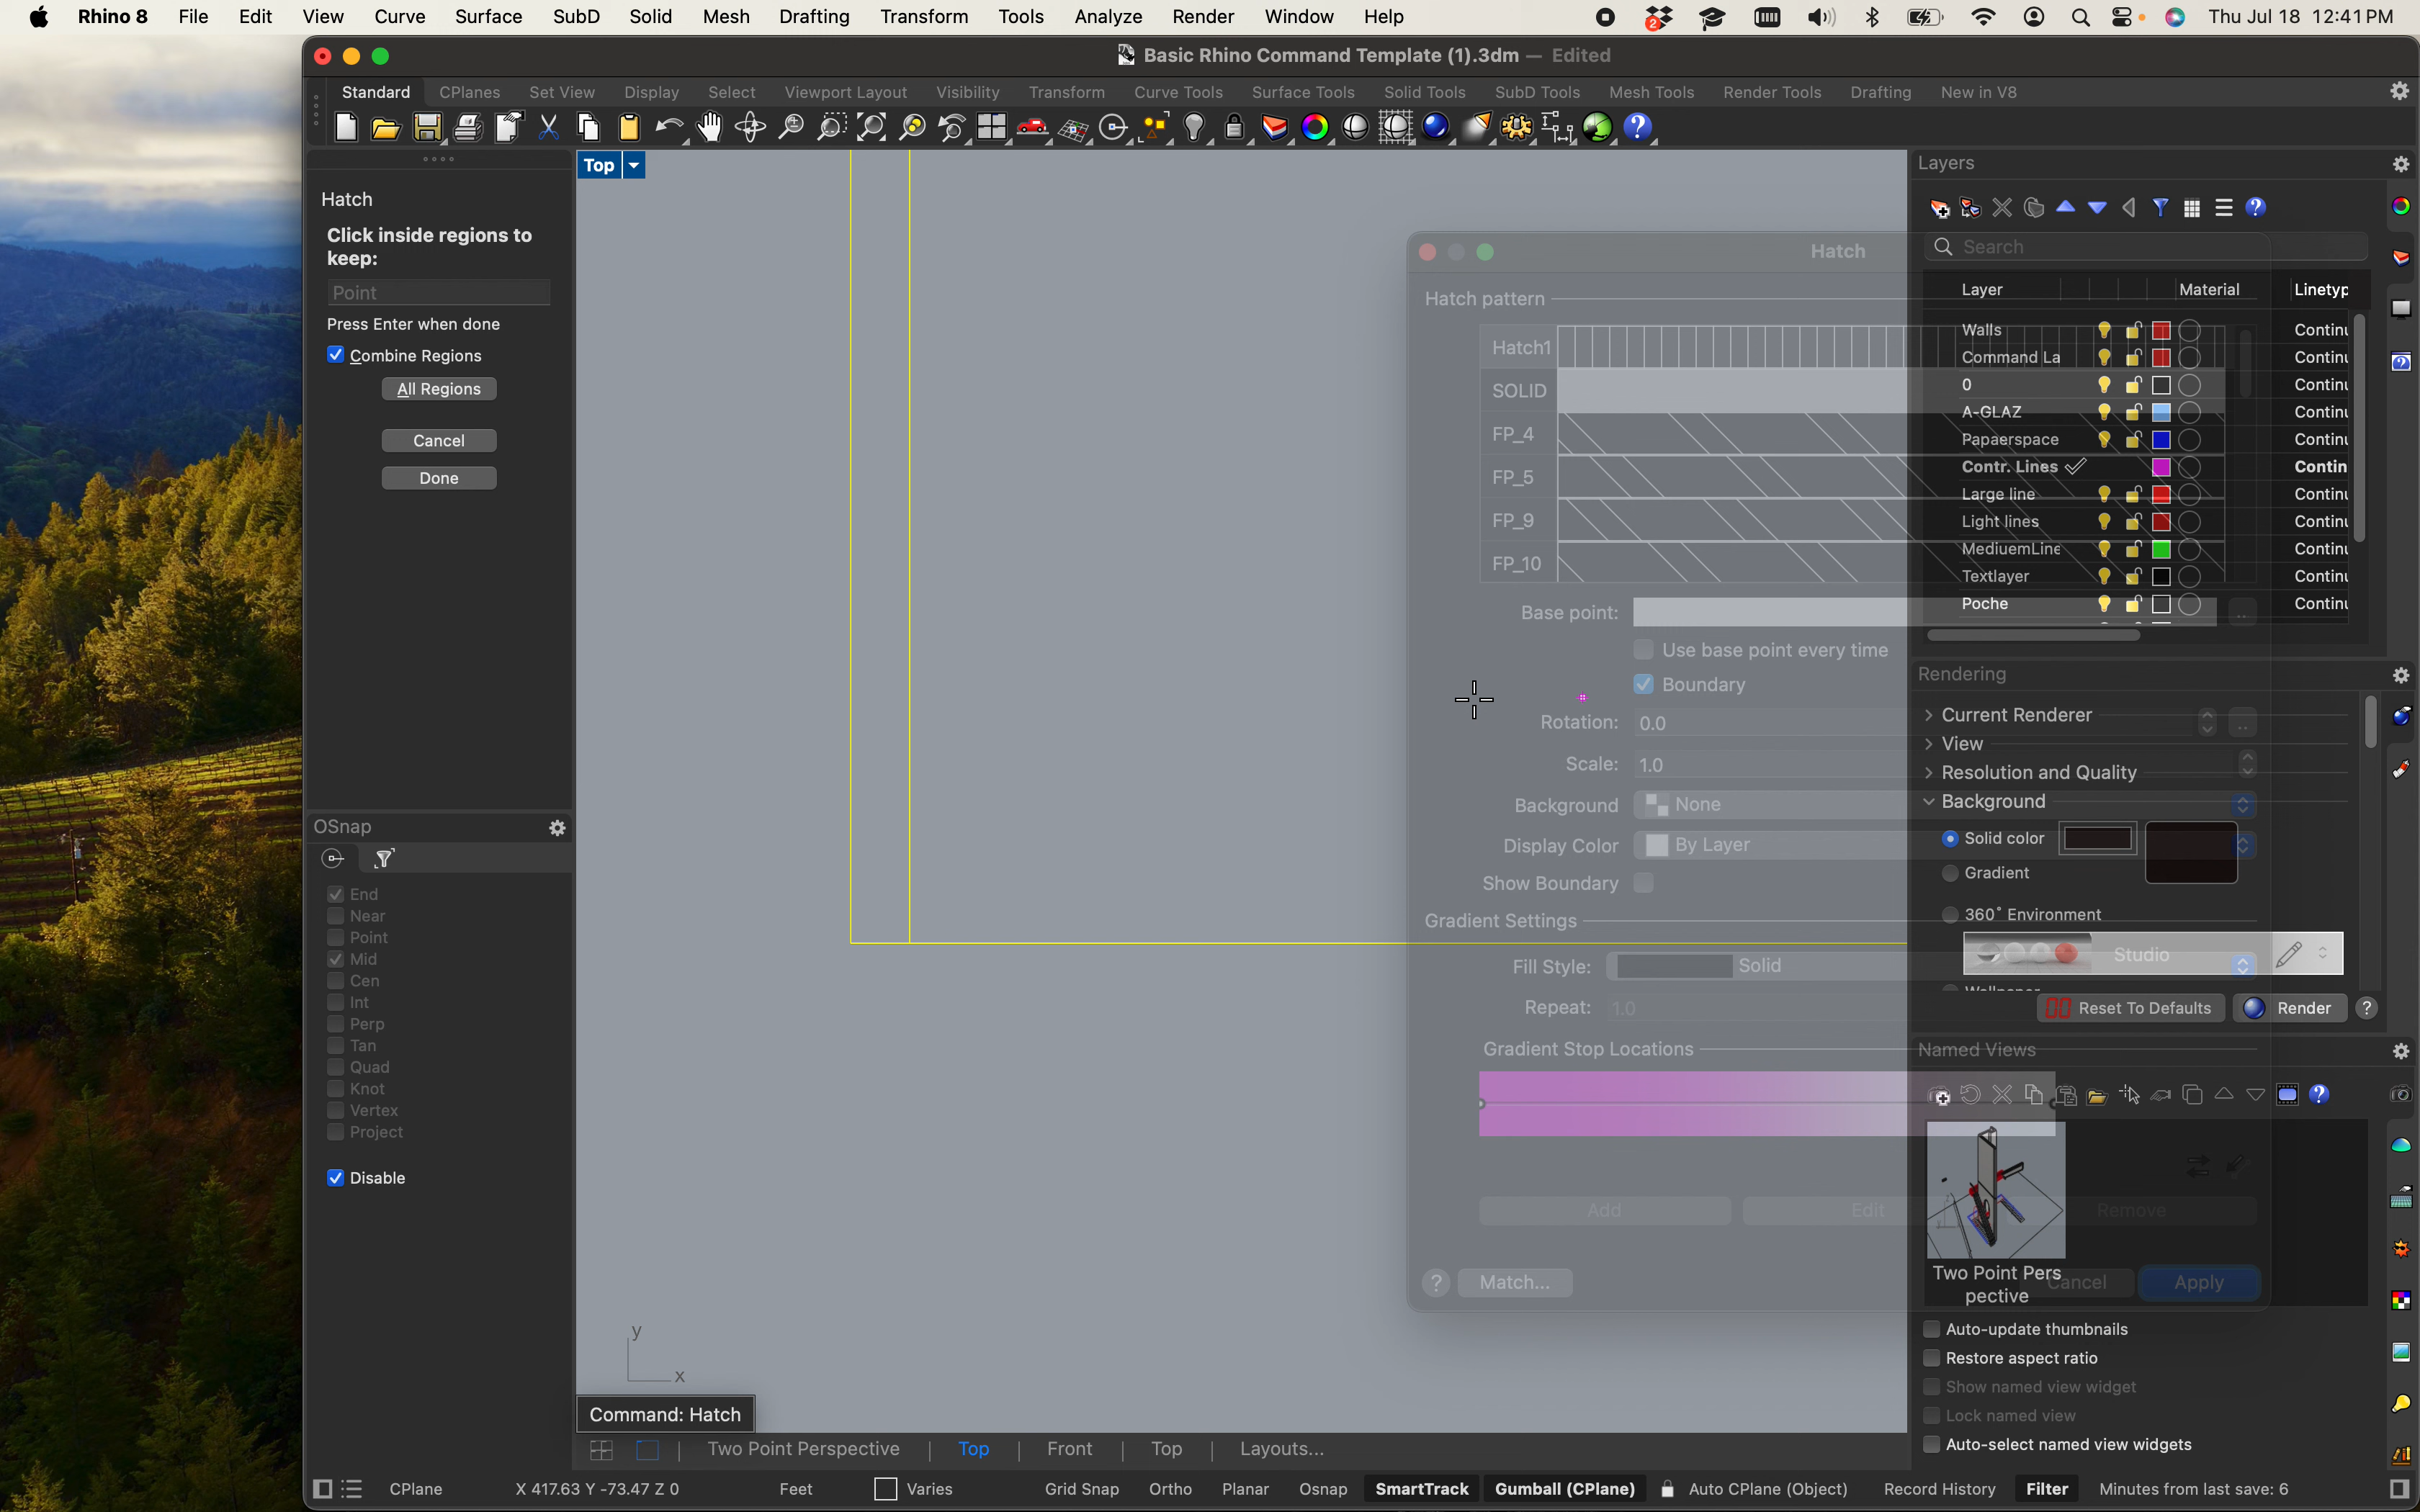 Rhino 8 File Edit View Curve Surface SubD Solid Mesh Drafting Transform Tools Analyze Render Window Help
2
Thu Jul 18 12:41 PM
Basic Rhino Command Template (1).3dm — Edited
Standard CPlanes Set View Display Select Viewport Layout Visibility Transform Curve Tools Surface Tools Solid Tools SubD Tools Mesh Tools Render Tools Drafting New in V8
Hatch
Click inside regions to
keep:
Point
Press Enter when done
Combine Regions
All Regions
Cancel
Done
OSnap
End
Near
Point
Mid
Cen
Int
Perp
Tan
Quad
Knot
Vertex
Project
Disable
Top
y
x
Command: Hatch
Hatch
Hatch pattern
Hatch1
SOLID
FP_4
FP_5
FP_9
FP_10
Base point:
Use base point every time
Boundary
Rotation: 0.0
Scale: 1.0
Background None
Display Color By Layer
Show Boundary
Gradient Settings
Fill Style: Solid
Repeat: 1.0
Gradient Stop Locations
Add Edit Remove
Match... Cancel Apply
Layers
Search
Layer Material Linetyp
Walls Continu
Command La Continu
0 Continu
A-GLAZ Continu
Papaerspace Continu
Contr. Lines Contin
Large line Continu
Light lines Continu
MediuemLine Continu
Textlayer Continu
Poche Continu
Rendering
Current Renderer
View
Resolution and Quality
Background
Solid color
Gradient
360° Environment
Studio
Reset To Defaults Render
Named Views
Two Point Pers
pective
Auto-update thumbnails
Restore aspect ratio
Show named view widget
Lock named view
Auto-select named view widgets
Two Point Perspective Top Front Top Layouts...
CPlane X 417.63 Y -73.47 Z 0 Feet Varies Grid Snap Ortho Planar Osnap SmartTrack Gumball (CPlane) Auto CPlane (Object) Record History Filter Minutes from last save: 6